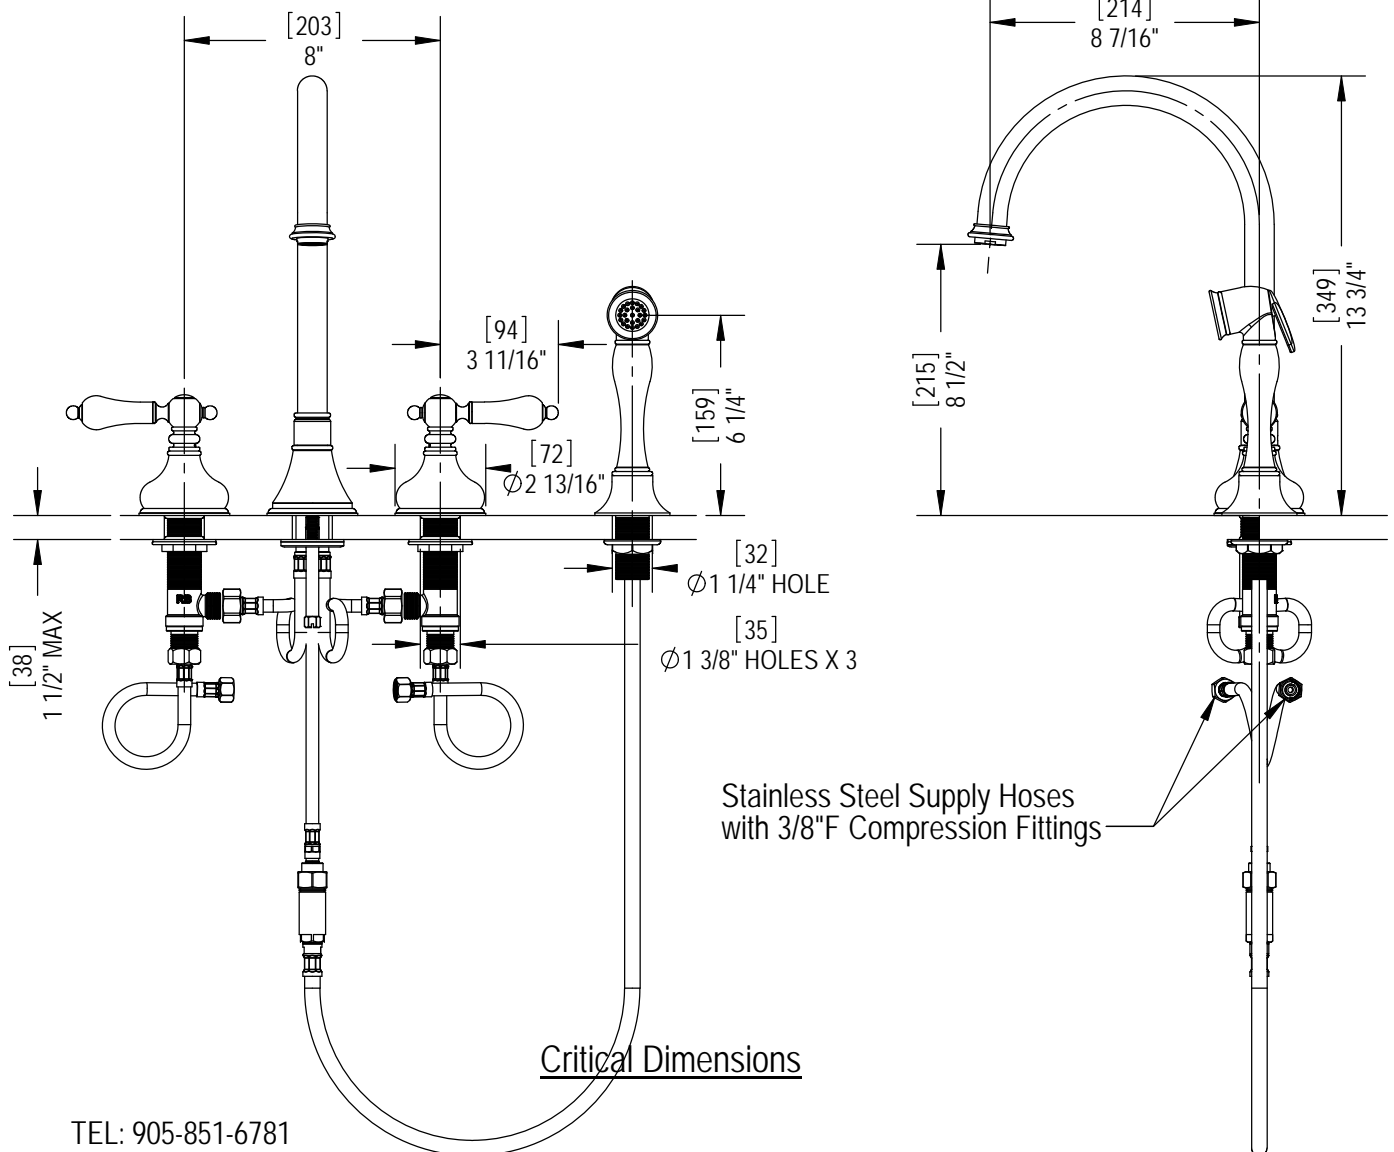 [203]
8"
[214]
8 7/16"
[94]
3 11/16"
[349]
13 3/4"
[215]
8 1/2"
[159]
6 1/4"
[72]
∅2 13/16"
[32]
∅1 1/4" HOLE
RB
[35]
∅1 3/8" HOLES X 3
[38]
1 1/2" MAX
Stainless Steel Supply Hoses
with 3/8"F Compression Fittings
Critical Dimensions
TEL: 905-851-6781